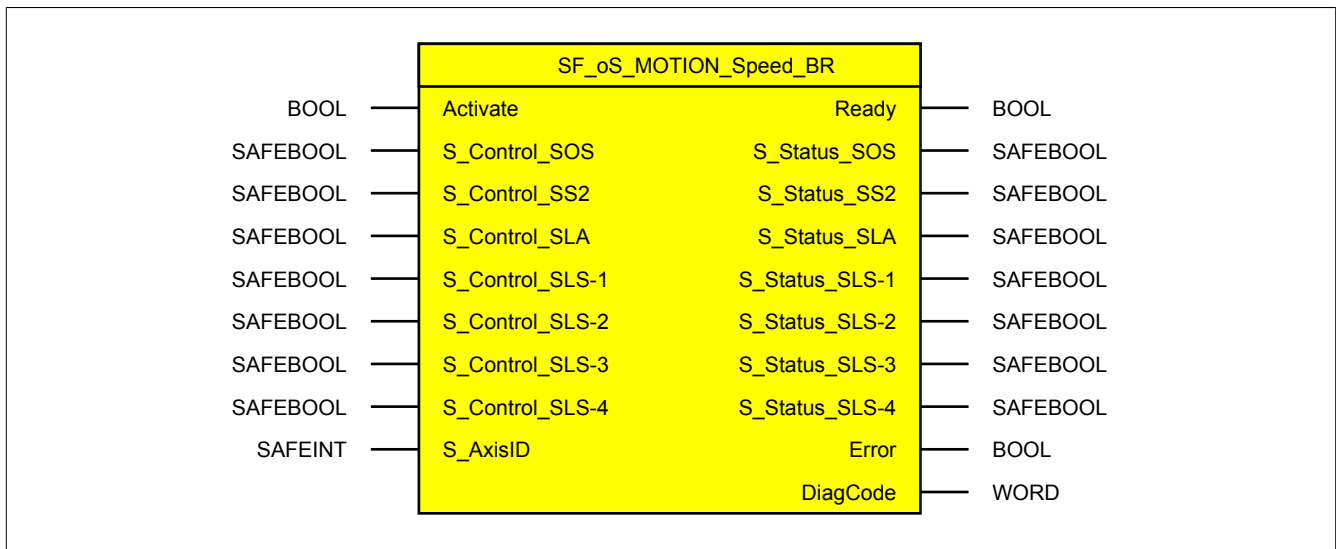 SF_oS_MOTION_Speed_BR
BOOL Activate Ready BOOL
SAFEBOOL S_Control_SOS S_Status_SOS SAFEBOOL
SAFEBOOL S_Control_SS2 S_Status_SS2 SAFEBOOL
SAFEBOOL S_Control_SLA S_Status_SLA SAFEBOOL
SAFEBOOL S_Control_SLS-1 S_Status_SLS-1 SAFEBOOL
SAFEBOOL S_Control_SLS-2 S_Status_SLS-2 SAFEBOOL
SAFEBOOL S_Control_SLS-3 S_Status_SLS-3 SAFEBOOL
SAFEBOOL S_Control_SLS-4 S_Status_SLS-4 SAFEBOOL
SAFEINT S_AxisID Error BOOL
DiagCode WORD